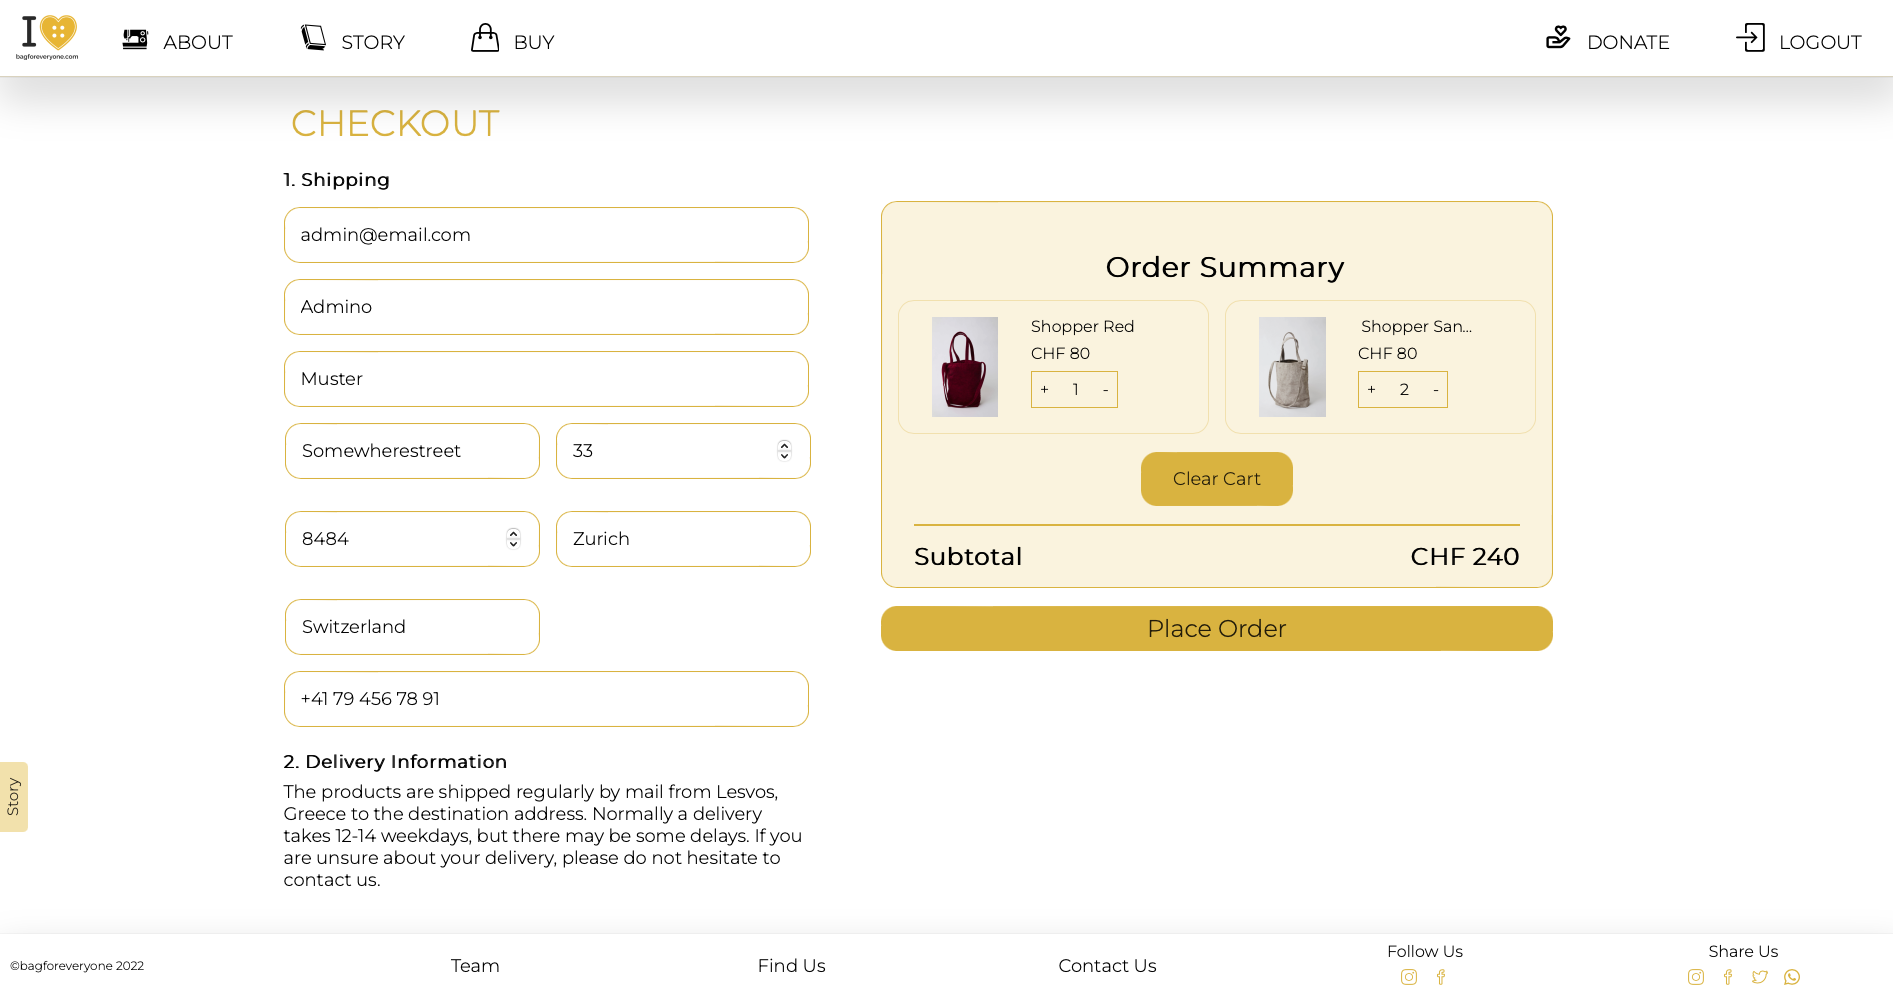 I
bagforeveryone.com
ABOUT
STORY
BUY
DONATE
LOGOUT
CHECKOUT
1. Shipping
admin@email.com
Admino
Muster
Somewherestreet
33
8484
Zurich
Switzerland
+41 79 456 78 91
2. Delivery Information
The products are shipped regularly by mail from Lesvos,
Greece to the destination address. Normally a delivery
takes 12-14 weekdays, but there may be some delays. If you
are unsure about your delivery, please do not hesitate to
contact us.
Order Summary
Shopper Red
CHF 80
+ 1 -
Shopper San...
CHF 80
+ 2 -
Clear Cart
Subtotal CHF 240
Place Order
Story
©bagforeveryone 2022
Team
Find Us
Contact Us
Follow Us
Share Us